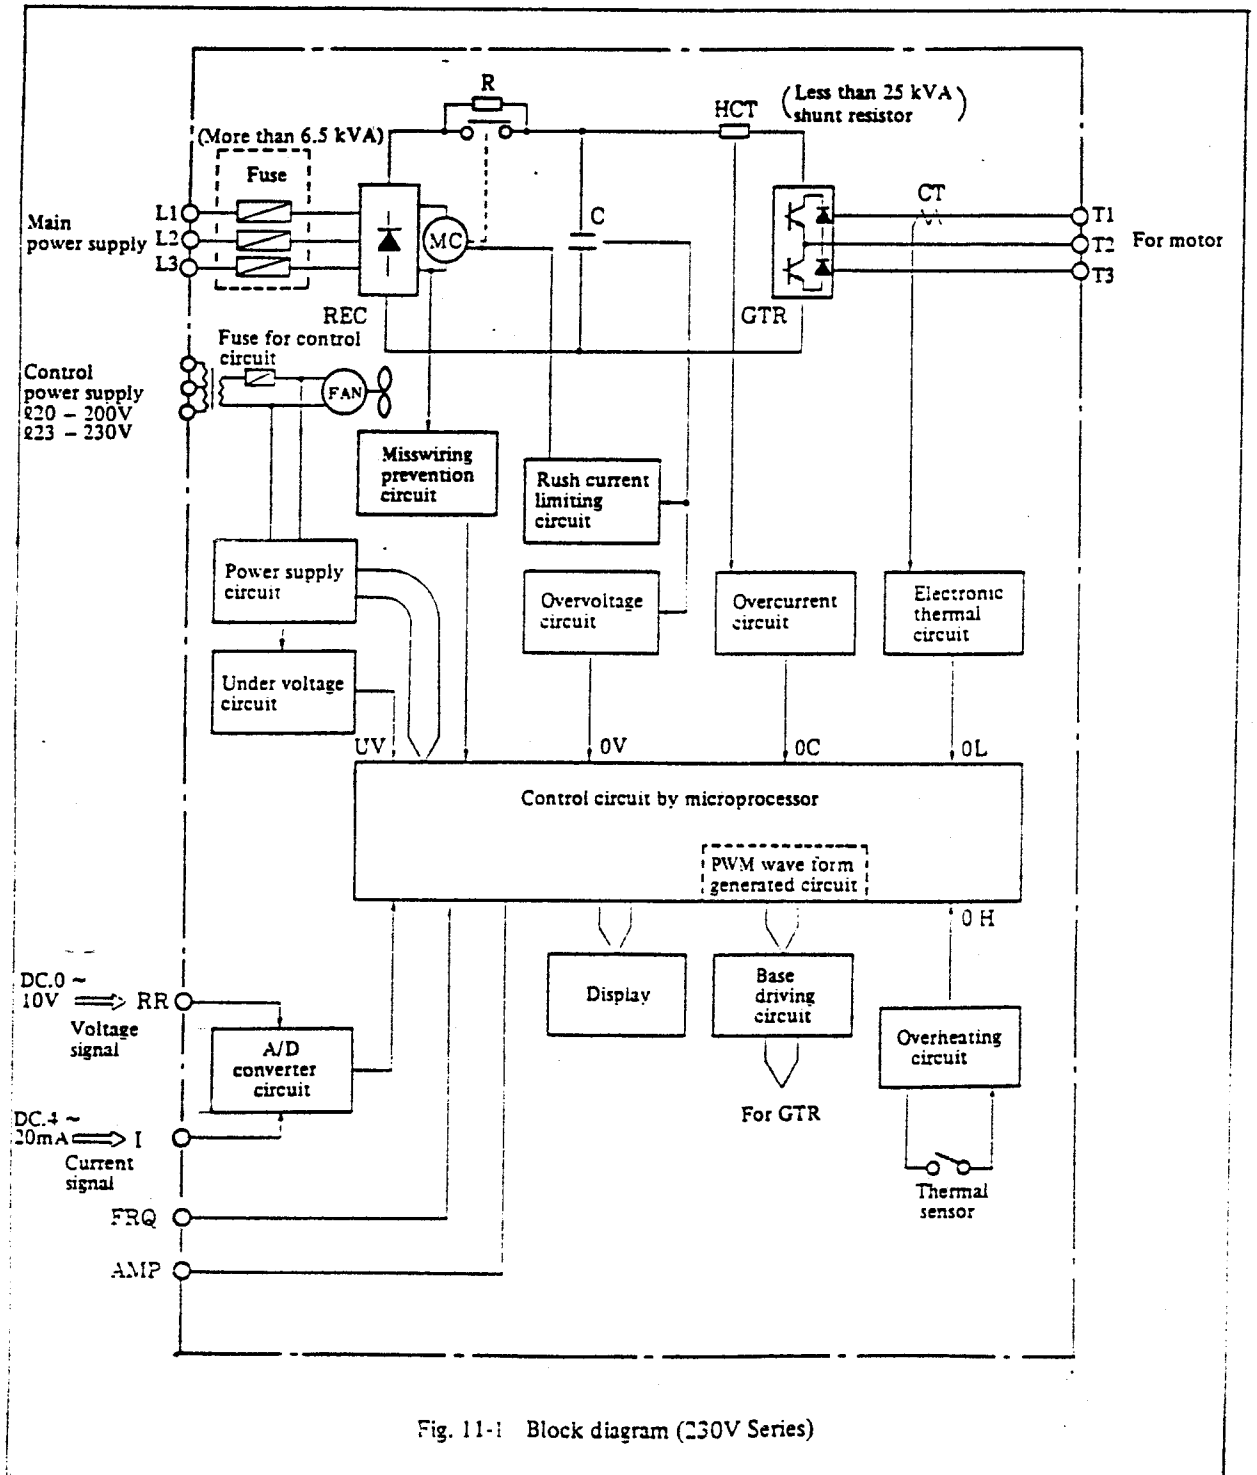 R
HCT
(Less than 25 kVA
shunt resistor)
(More than 6.5 kVA)
Fuse
Main
power supply
L1
L2
L3
MC
C
CT
T1
T2
T3
For motor
REC
GTR
Fuse for control
circuit
Control
power supply
ℓ20 – 200V
ℓ23 – 230V
FAN
Misswiring
prevention
circuit
Rush current
limiting
circuit
Power supply
circuit
Overvoltage
circuit
Overcurrent
circuit
Electronic
thermal
circuit
Under voltage
circuit
UV
0V
0C
0L
Control circuit by microprocessor
PWM wave form
generated circuit
0H
DC.0 ~
10V
RR
Voltage
signal
A/D
converter
circuit
Display
Base
driving
circuit
Overheating
circuit
DC.4 ~
20mA
I
Current
signal
For GTR
Thermal
sensor
FRQ
AMP
Fig. 11-1 Block diagram (230V Series)